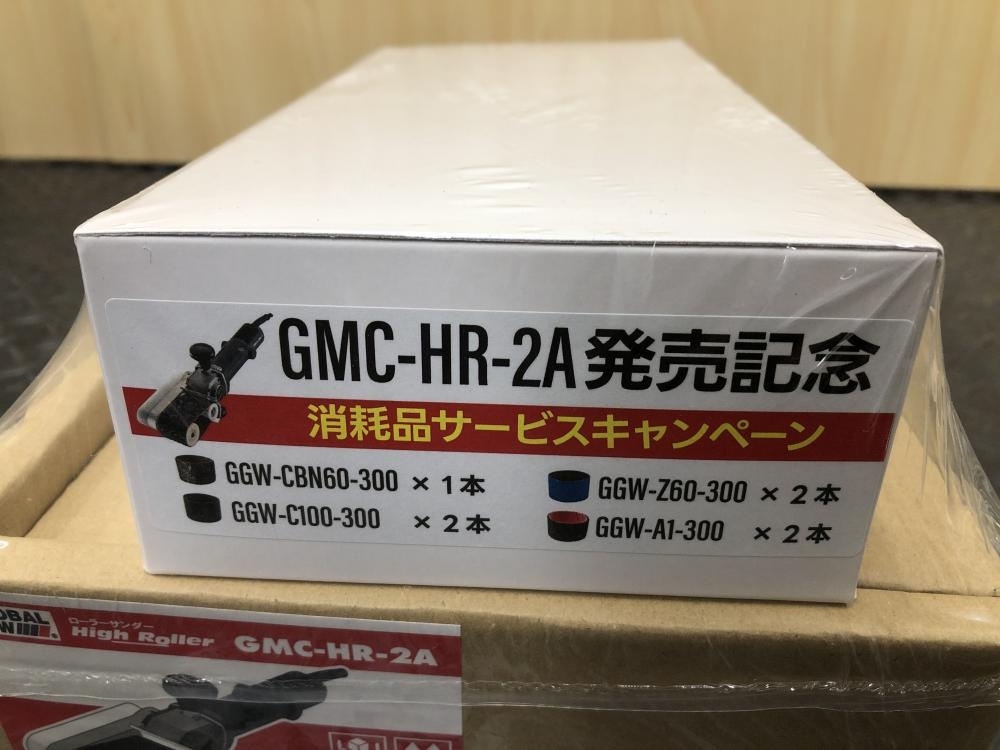 GMC-HR-2A 発売記念
消耗品サービスキャンペーン
GGW-CBN60-300 × 1本
GGW-C100-300 × 2本
GGW-Z60-300 × 2本
GGW-A1-300 × 2本
ローラーサンダー
High Roller GMC-HR-2A